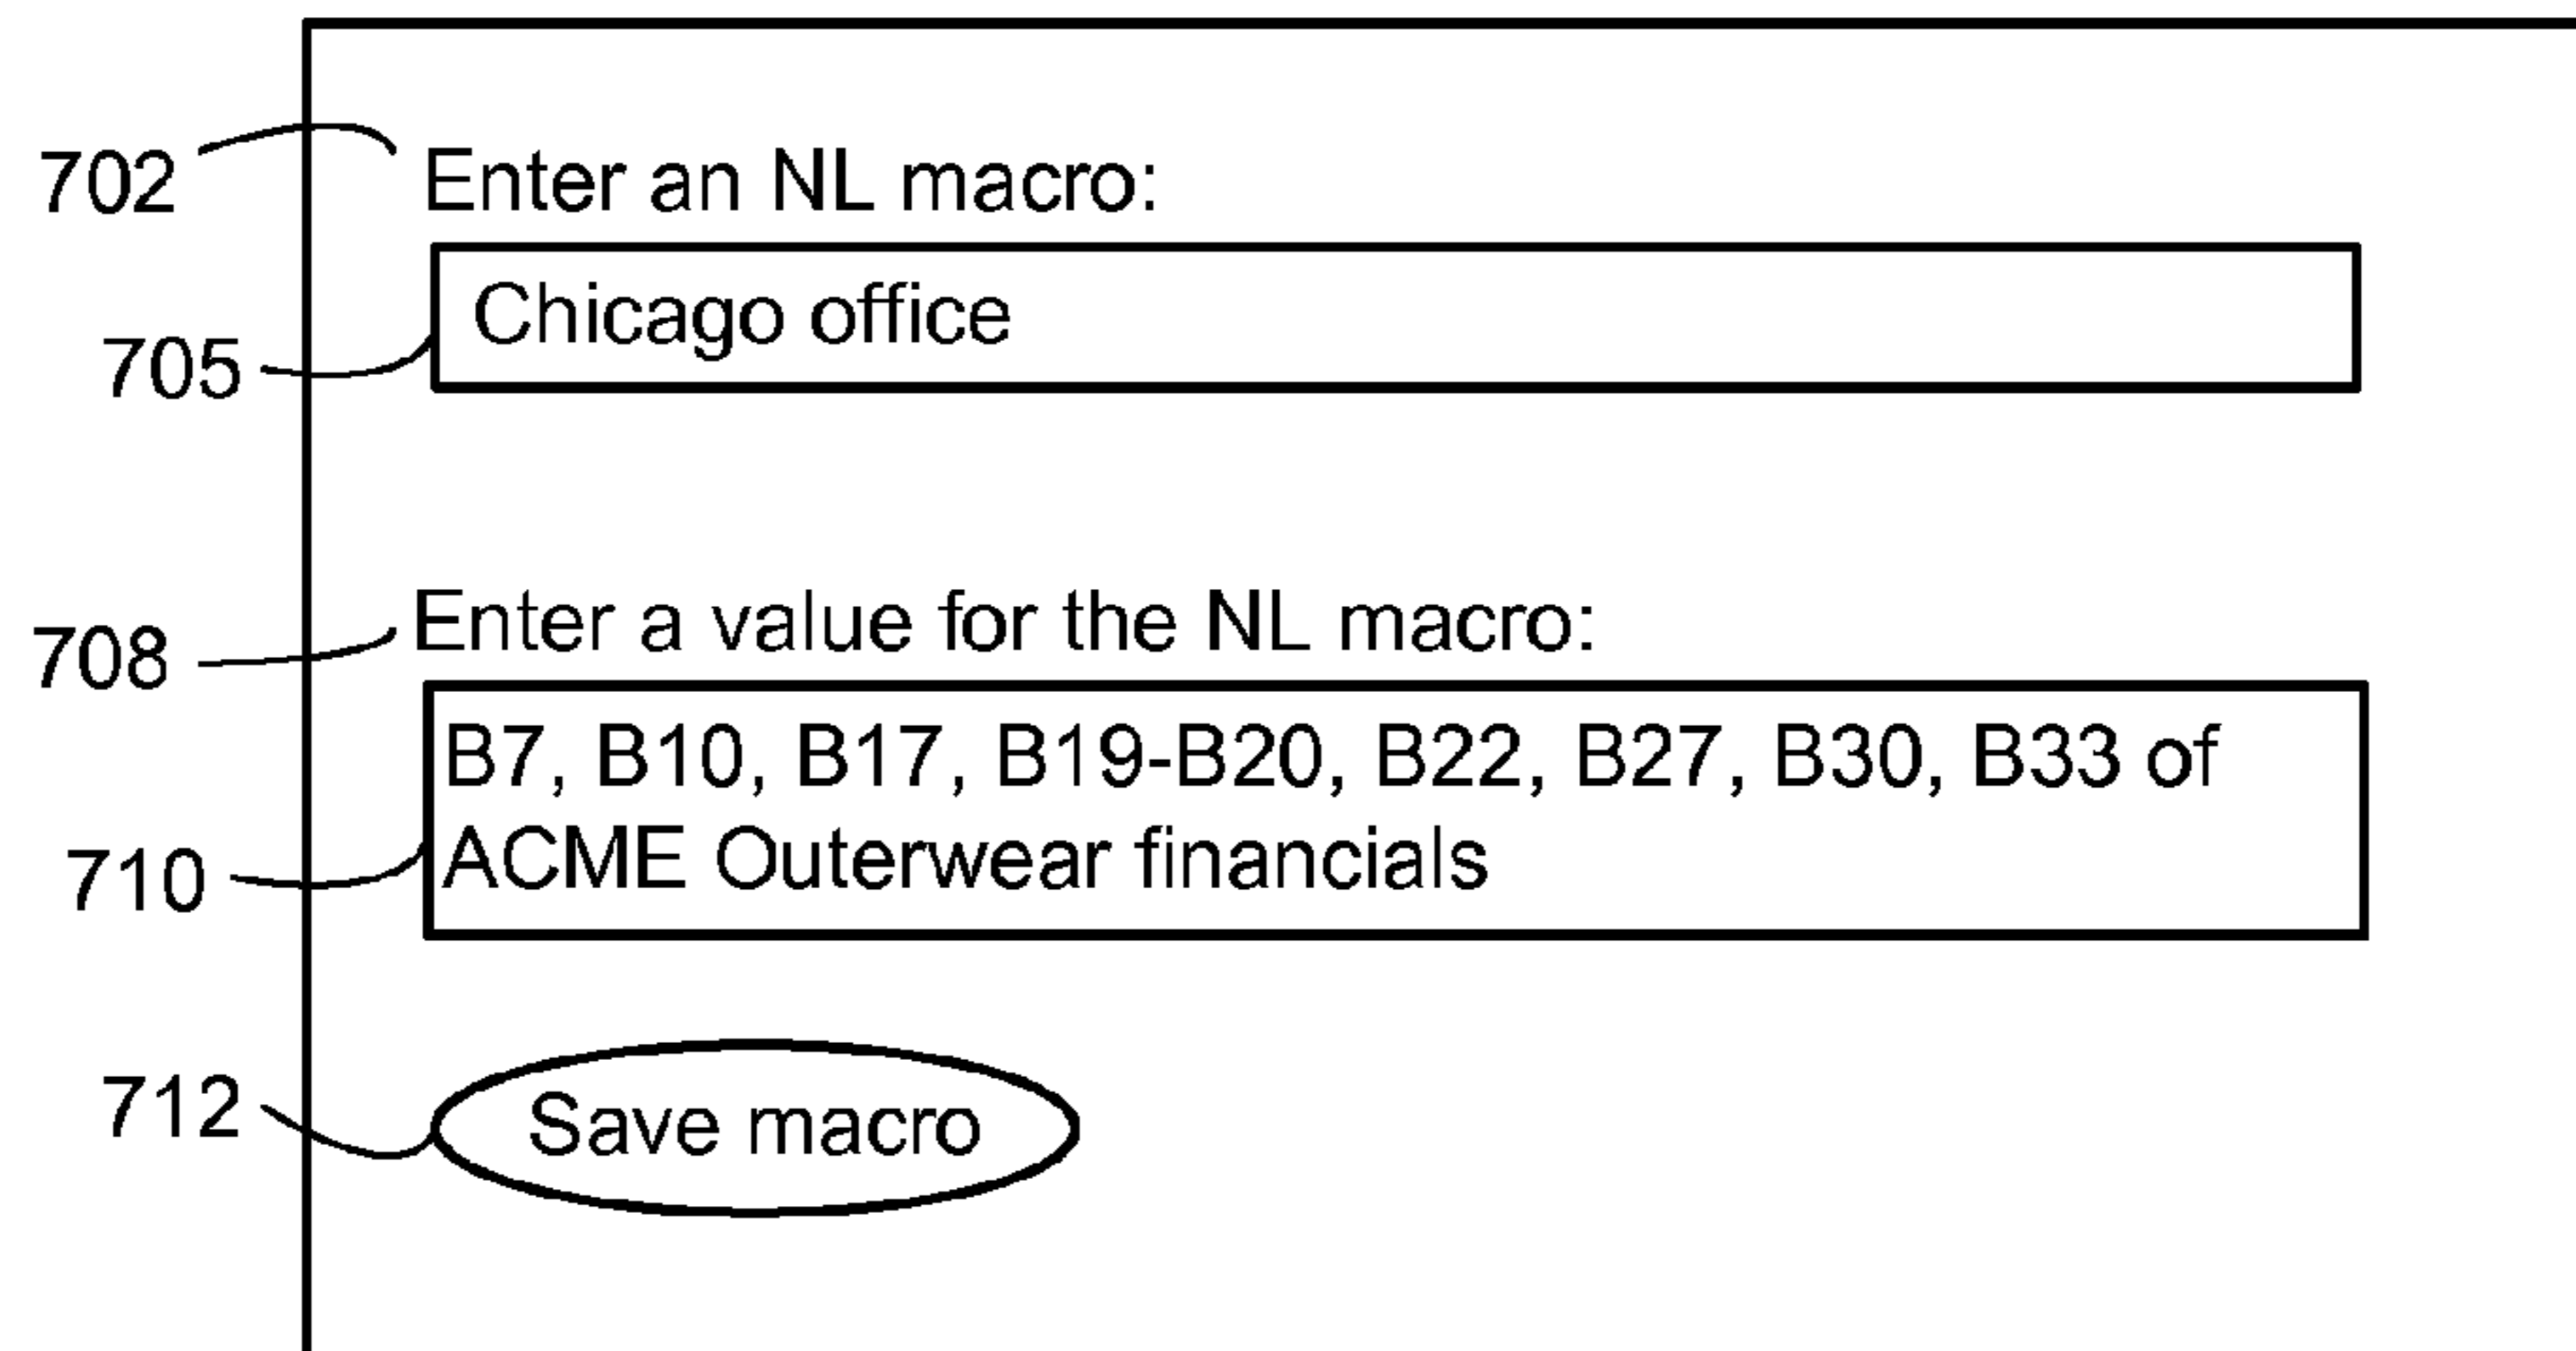 702 Enter an NL macro:
Chicago office
705
708 Enter a value for the NL macro:
B7, B10, B17, B19-B20, B22, B27, B30, B33 of
710 ACME Outerwear financials
712 Save macro